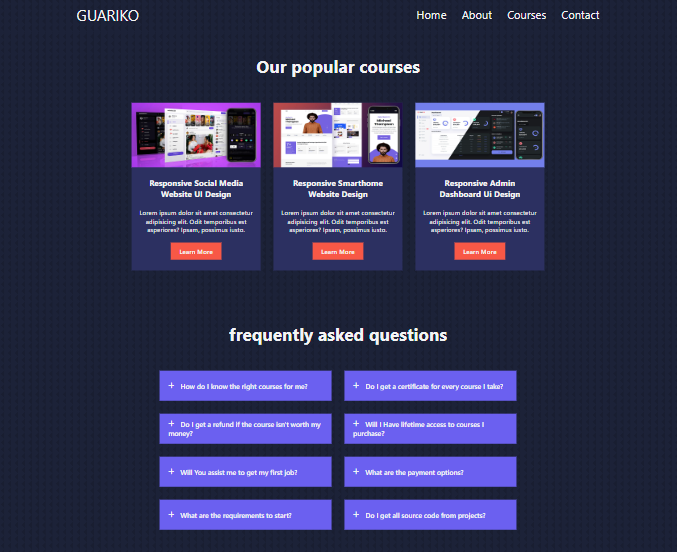 GUARIKO
Home About Courses Contact
Our popular courses
Responsive Social Media
Website UI Design
Lorem ipsum dolor sit amet consectetur
adipisicing elit. Odit temporibus est
asperiores? Ipsam, possimus iusto.
Learn More
Responsive Smarthome
Website Design
Lorem ipsum dolor sit amet consectetur
adipisicing elit. Odit temporibus est
asperiores? Ipsam, possimus iusto.
Learn More
Responsive Admin
Dashboard Ui Design
Lorem ipsum dolor sit amet consectetur
adipisicing elit. Odit temporibus est
asperiores? Ipsam, possimus iusto.
Learn More
frequently asked questions
+ How do I know the right courses for me?
+ Do I get a certificate for every course I take?
+ Do I get a refund if the course isn't worth my
money?
+ Will I Have lifetime access to courses I
purchase?
+ Will You assist me to get my first job?
+ What are the payment options?
+ What are the requirements to start?
+ Do I get all source code from projects?